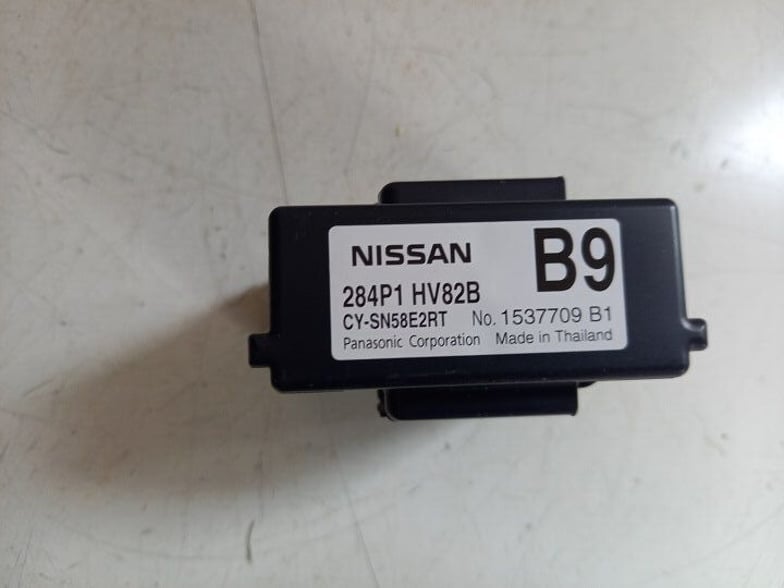 NISSAN B9
284P1 HV82B
CY-SN58E2RT No. 1537709 B1
Panasonic Corporation Made in Thailand